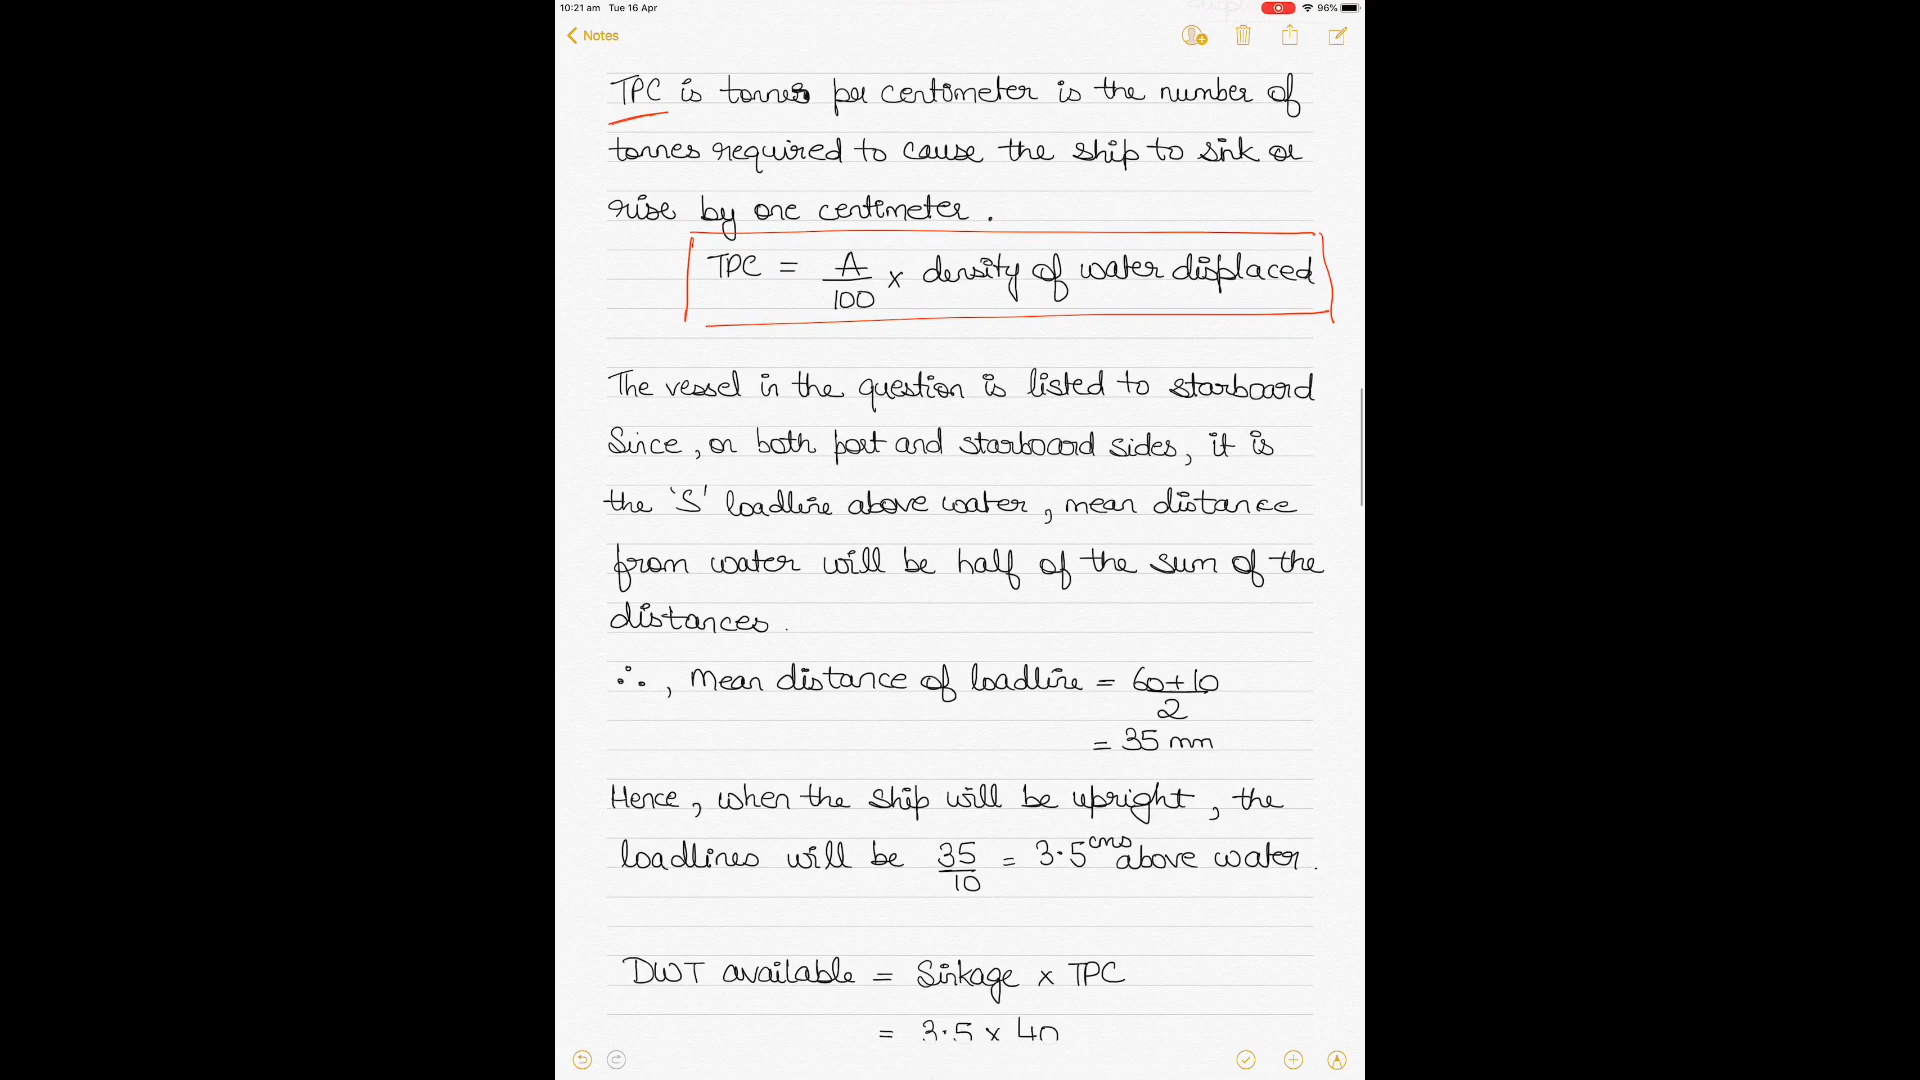 10:21 am Tue 16 Apr 96%
Notes
TPC is tonnes per centimeter is the number of
tonnes required to cause the ship to sink or
rise by one centimeter.
TPC = A/100 x density of water displaced
The vessel in the question is listed to starboard
Since, on both port and starboard sides, it is
the 'S' loadline above water, mean distance
from water will be half of the sum of the
distances.
∴, Mean distance of loadline = 60+10/2
= 35 mm
Hence, when the ship will be upright, the
loadlines will be 35/10 = 3.5 cms above water.
DWT available = Sinkage x TPC
= 3.5 x 40